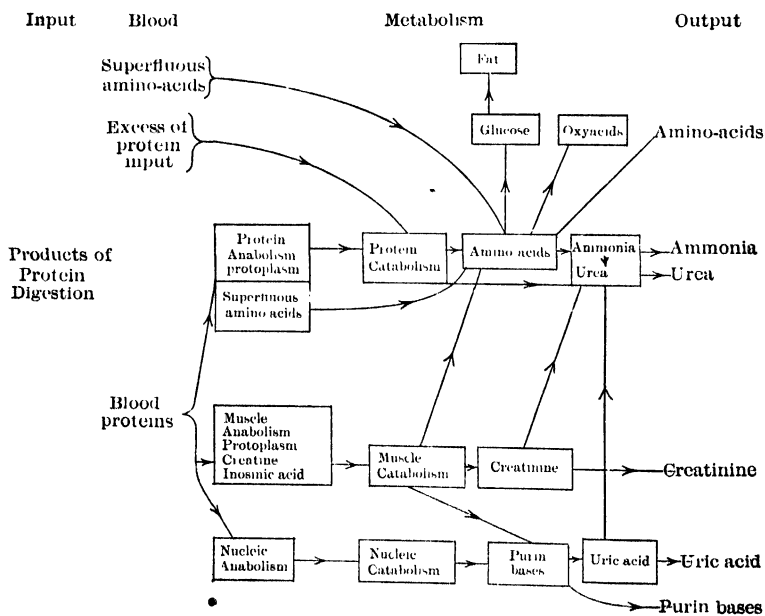 Input Blood Metabolism Output
Superfluous
amino-acids
Fat
Excess of
protein
input
Glucose
Oxyacids
Amino-acids
Products of
Protein
Digestion
Protein
Anabolism
protoplasm
Protein
Catabolism
Amino-acids
Ammonia
Urea
Ammonia
Urea
Superfluous
amino acids
Blood
proteins
Muscle
Anabolism
Protoplasm
Creatine
Inosinic acid
Muscle
Catabolism
Creatinine
Creatinine
Nucleic
Anabolism
Nucleic
Catabolism
Purin
bases
Uric acid
Uric acid
Purin bases